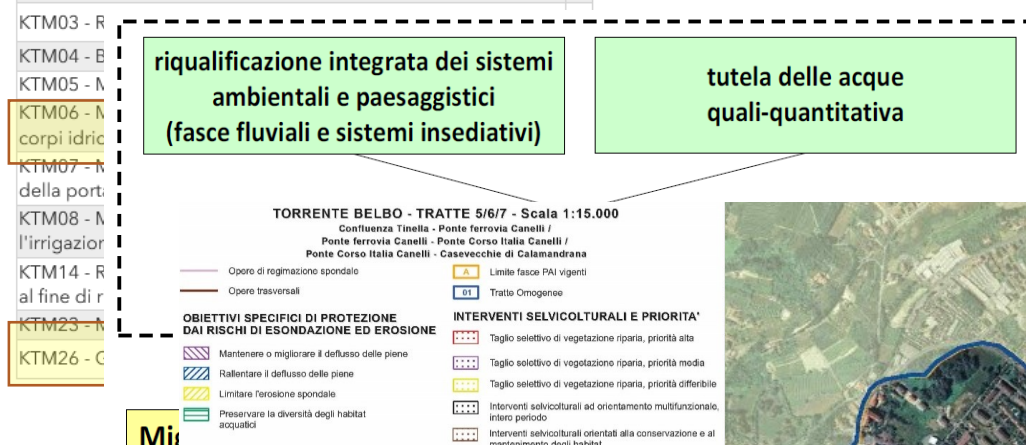 KTM03 - R
KTM04 - B
KTM05 - M
KTM06 - M
corpi idric
KTM07 - M
della porta
KTM08 - M
l'irrigazion
KTM14 - R
al fine di r
KTM23 - M
KTM26 - G
riqualificazione integrata dei sistemi
ambientali e paesaggistici
(fasce fluviali e sistemi insediativi)
tutela delle acque
quali-quantitativa
TORRENTE BELBO - TRATTE 5/6/7 - Scala 1:15.000
Confluenza Tinella - Ponte ferrovia Canelli /
Ponte ferrovia Canelli - Ponte Corso Italia Canelli /
Ponte Corso Italia Canelli - Casevecchie di Calamandrana
Opere di regimazione spondale
Opere trasversali
A Limite fasce PAI vigenti
01 Tratte Omogenee
OBIETTIVI SPECIFICI DI PROTEZIONE
DAI RISCHI DI ESONDAZIONE ED EROSIONE
Mantenere o migliorare il deflusso delle piene
Rallentare il deflusso delle piene
Limitare l'erosione spondale
Preservare la diversità degli habitat
acquatici
INTERVENTI SELVICOLTURALI E PRIORITA'
Taglio selettivo di vegetazione riparia, priorità alta
Taglio selettivo di vegetazione riparia, priorità media
Taglio selettivo di vegetazione riparia, priorità differibile
Interventi selvicolturali ad orientamento multifunzionale,
intero periodo
Interventi selvicolturali orientati alla conservazione e al
mantenimento degli habitat
Mig